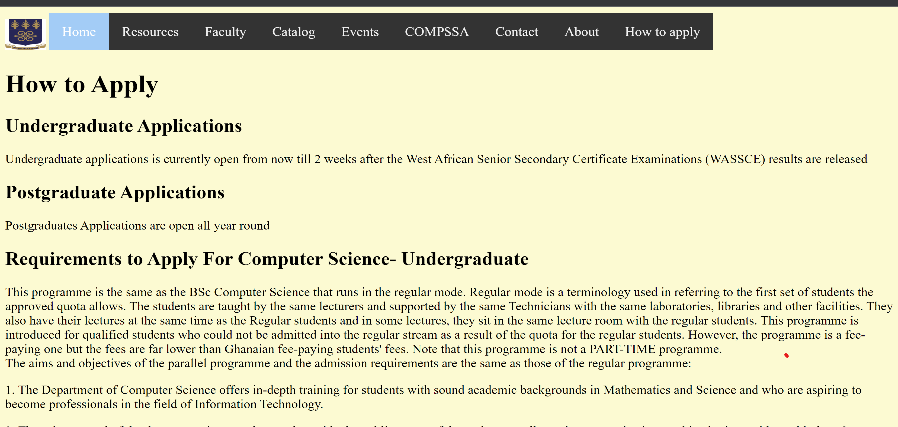 Home Resources Faculty Catalog Events COMPSSA Contact About How to apply
How to Apply
Undergraduate Applications
Undergraduate applications is currently open from now till 2 weeks after the West African Senior Secondary Certificate Examinations (WASSCE) results are released
Postgraduate Applications
Postgraduates Applications are open all year round
Requirements to Apply For Computer Science- Undergraduate
This programme is the same as the BSc Computer Science that runs in the regular mode. Regular mode is a terminology used in referring to the first set of students the
approved quota allows. The students are taught by the same lecturers and supported by the same Technicians with the same laboratories, libraries and other facilities. They
also have their lectures at the same time as the Regular students and in some lectures, they sit in the same lecture room with the regular students. This programme is
introduced for qualified students who could not be admitted into the regular stream as a result of the quota for the regular students. However, the programme is a fee-
paying one but the fees are far lower than Ghanaian fee-paying students' fees. Note that this programme is not a PART-TIME programme.
The aims and objectives of the parallel programme and the admission requirements are the same as those of the regular programme:
1. The Department of Computer Science offers in-depth training for students with sound academic backgrounds in Mathematics and Science and who are aspiring to
become professionals in the field of Information Technology.